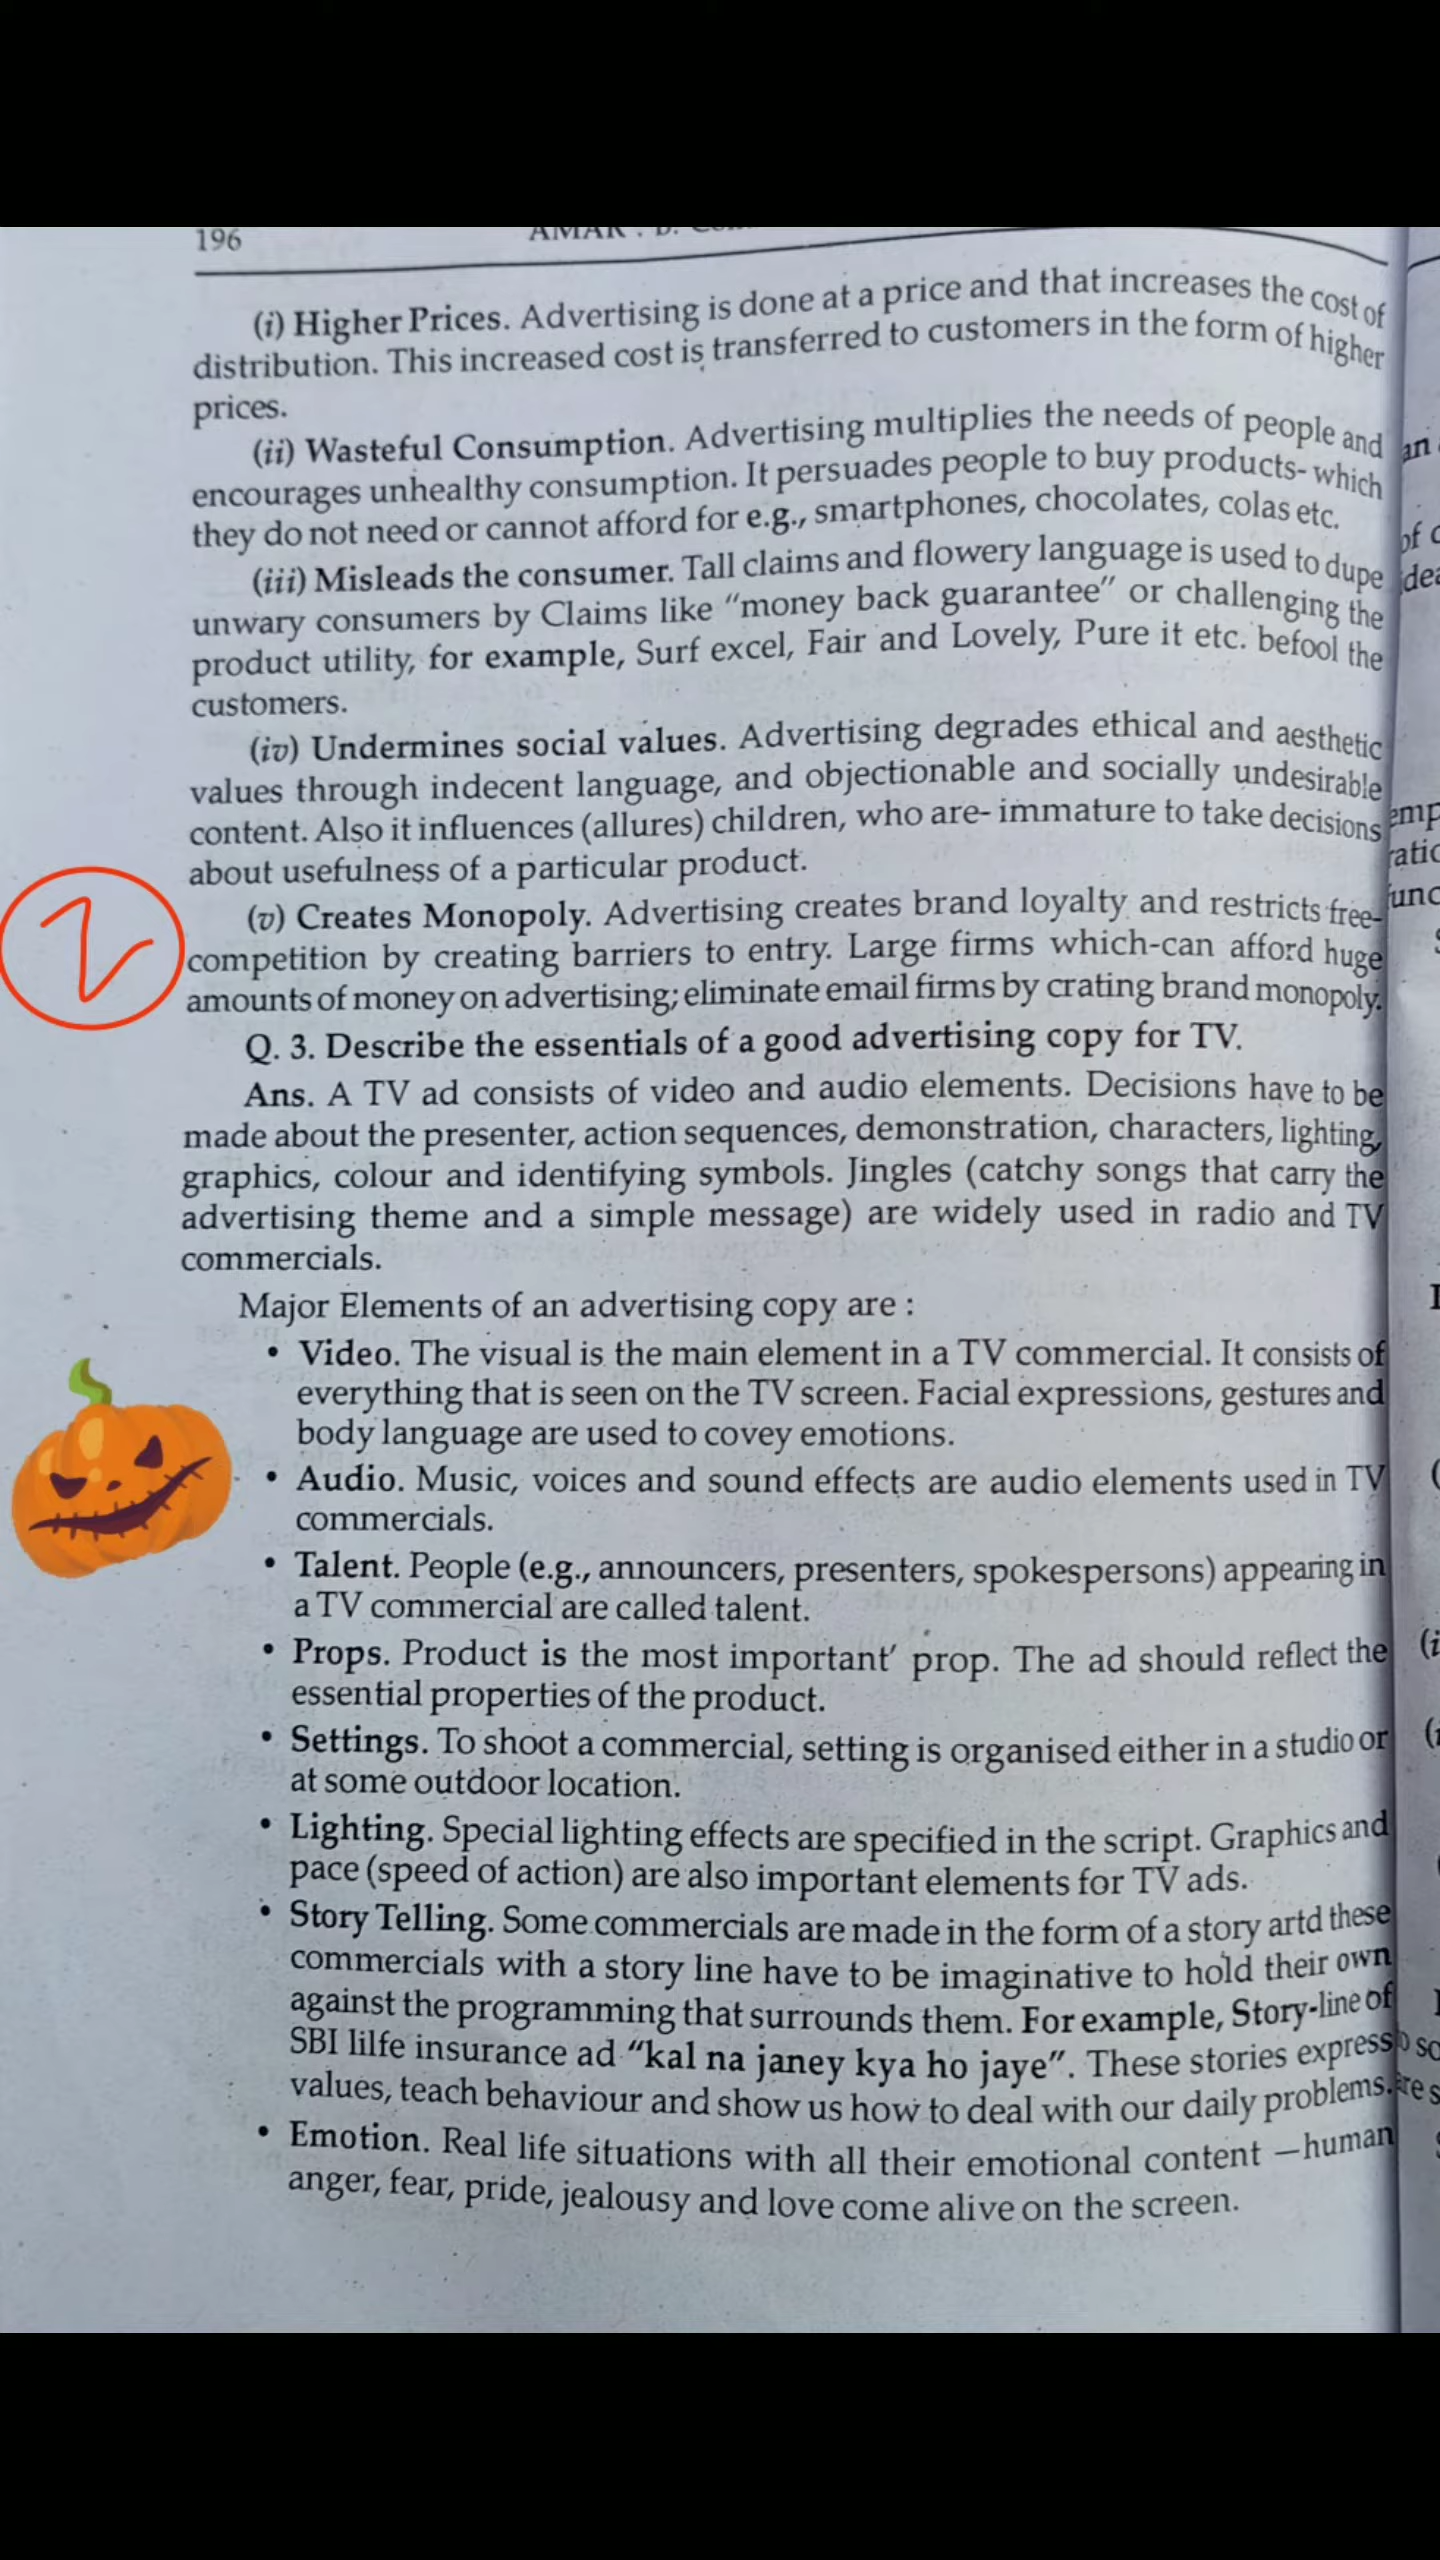 196
(i) Higher Prices. Advertising is done at a price and that increases the cost of
distribution. This increased cost is transferred to customers in the form of higher
prices.
(ii) Wasteful Consumption. Advertising multiplies the needs of people and
encourages unhealthy consumption. It persuades people to buy products- which
they do not need or cannot afford for e.g., smartphones, chocolates, colas etc.
(iii) Misleads the consumer. Tall claims and flowery language is used to dupe
unwary consumers by Claims like "money back guarantee" or challenging the
product utility, for example, Surf excel, Fair and Lovely, Pure it etc. befool the
customers.
(iv) Undermines social values. Advertising degrades ethical and aesthetic
values through indecent language, and objectionable and socially undesirable
content. Also it influences (allures) children, who are- immature to take decisions
about usefulness of a particular product.
(v) Creates Monopoly. Advertising creates brand loyalty and restricts free-
competition by creating barriers to entry. Large firms which-can afford huge
amounts of money on advertising; eliminate email firms by crating brand monopoly.
Q. 3. Describe the essentials of a good advertising copy for TV.
Ans. A TV ad consists of video and audio elements. Decisions have to be
made about the presenter, action sequences, demonstration, characters, lighting,
graphics, colour and identifying symbols. Jingles (catchy songs that carry the
advertising theme and a simple message) are widely used in radio and TV
commercials.
Major Elements of an advertising copy are :
• Video. The visual is the main element in a TV commercial. It consists of
everything that is seen on the TV screen. Facial expressions, gestures and
body language are used to covey emotions.
• Audio. Music, voices and sound effects are audio elements used in TV
commercials.
• Talent. People (e.g., announcers, presenters, spokespersons) appearing in
a TV commercial are called talent.
• Props. Product is the most important' prop. The ad should reflect the
essential properties of the product.
• Settings. To shoot a commercial, setting is organised either in a studio or
at some outdoor location.
• Lighting. Special lighting effects are specified in the script. Graphics and
pace (speed of action) are also important elements for TV ads.
• Story Telling. Some commercials are made in the form of a story artd these
commercials with a story line have to be imaginative to hold their own
against the programming that surrounds them. For example, Story-line of
SBI lilfe insurance ad "kal na janey kya ho jaye". These stories express
values, teach behaviour and show us how to deal with our daily problems.
• Emotion. Real life situations with all their emotional content —human
anger, fear, pride, jealousy and love come alive on the screen.